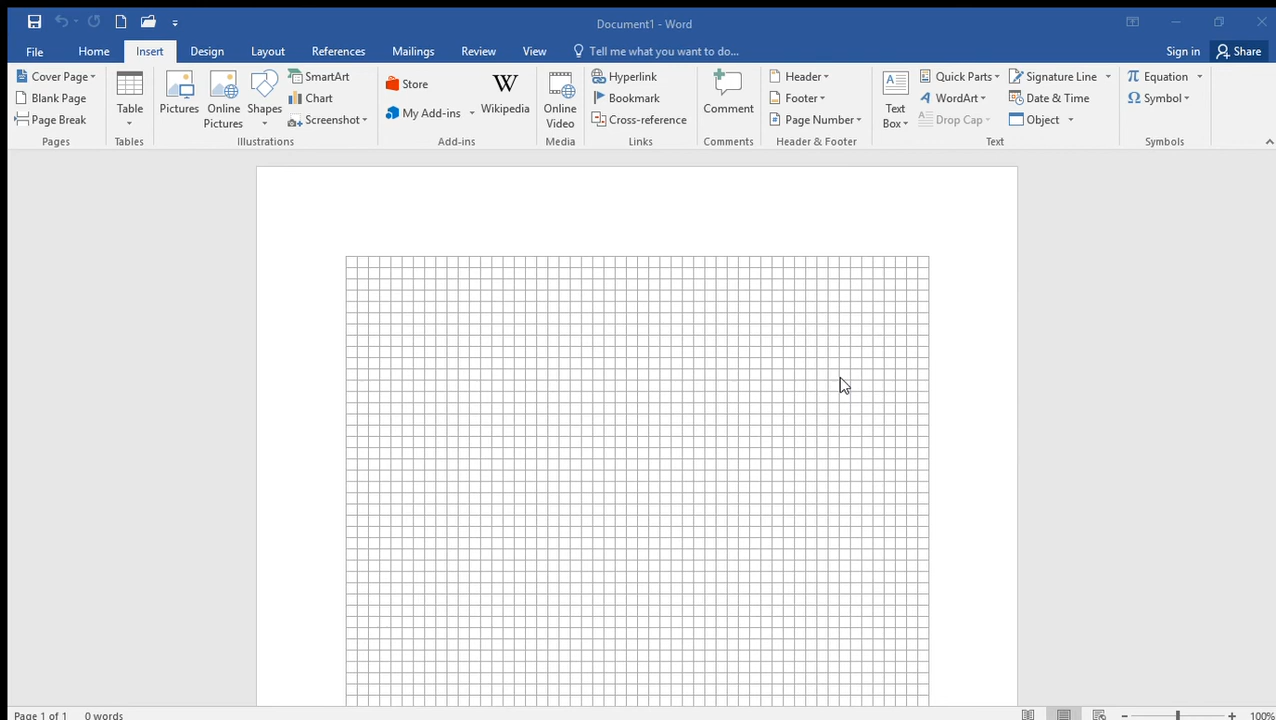 Document1 - Word
File Home Insert Design Layout References Mailings Review View Tell me what you want to do... Sign in Share
Cover Page
Blank Page
Page Break
Pages
Table
Tables
Pictures
Online Pictures
Shapes
SmartArt
Chart
Screenshot
Illustrations
Store
My Add-ins
W
Wikipedia
Add-ins
Online Video
Media
Hyperlink
Bookmark
Cross-reference
Links
Comment
Comments
Header
Footer
Page Number
Header & Footer
Text Box
Quick Parts
WordArt
Drop Cap
Signature Line
Date & Time
Object
Text
π Equation
Ω Symbol
Symbols
Page 1 of 1 0 words 100%